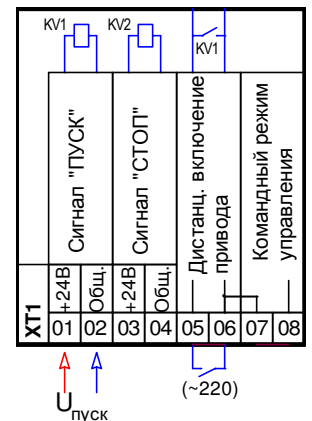 KV1 KV2
KV1
Сигнал "ПУСК"
Сигнал "СТОП"
Дистанц. включение
привода
Командный режим
управления
XT1
+24В Общ. +24В Общ.
01 02 03 04 05 06 07 08
(~220)
Uпуск